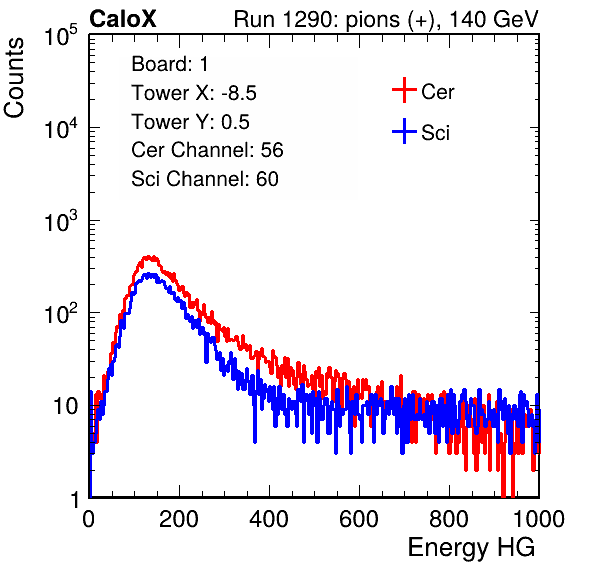 CaloX Run 1290: pions (+), 140 GeV
Counts
10^5
10^4
10^3
10^2
10
1
Board: 1
Tower X: -8.5
Tower Y: 0.5
Cer Channel: 56
Sci Channel: 60
Cer
Sci
0 200 400 600 800 1000
Energy HG